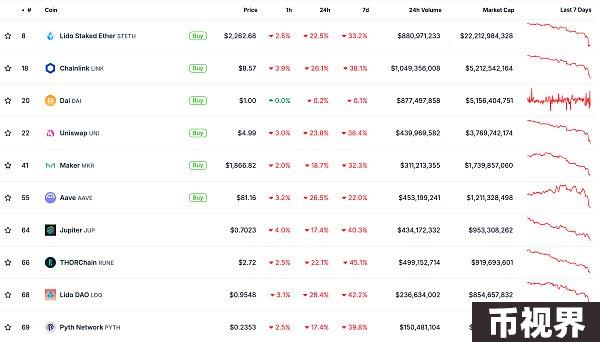 # Coin Price 1h 24h 7d 24h Volume Market Cap Last 7 Days
8 Lido Staked Ether STETH Buy $2,262.68 2.5% 22.5% 33.2% $880,971,233 $22,212,984,328
18 Chainlink LINK Buy $8.57 3.9% 26.1% 38.1% $1,049,356,008 $5,212,542,164
20 Dai DAI Buy $1.00 0.0% 0.2% 0.1% $877,497,858 $5,156,404,751
22 Uniswap UNI Buy $4.99 3.0% 23.8% 36.4% $439,969,582 $3,769,742,174
41 Maker MKR Buy $1,866.82 2.0% 18.7% 32.3% $311,213,355 $1,739,857,060
55 Aave AAVE Buy $81.16 3.2% 26.5% 22.0% $453,199,241 $1,211,328,498
64 Jupiter JUP $0.7023 4.0% 17.4% 40.3% $434,172,332 $953,308,262
66 THORChain RUNE $2.72 2.5% 22.1% 45.1% $499,152,714 $919,693,601
68 Lido DAO LDO $0.9548 3.1% 28.4% 42.2% $236,634,002 $854,657,832
69 Pyth Network PYTH $0.2353 2.5% 17.4% 39.8% $150,481,104
币视界